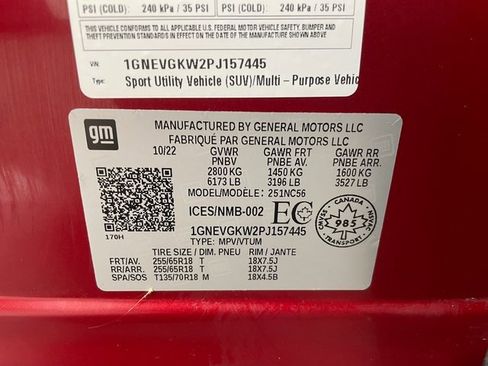 PSI (COLD): 240 kPa / 35 PSI PSI (COLD): 240 kPa / 35 PSI
THIS VEHICLE CONFORMS TO ALL APPLICABLE U.S. FEDERAL MOTOR VEHICLE SAFETY, BUMPER, AND
THEFT PREVENTION STANDARDS IN EFFECT ON THE DATE OF MANUFACTURE SHOWN ABOVE.
VIN: 1GNEVGKW2PJ157445
Type: Sport Utility Vehicle (SUV)/Multi – Purpose Vehic
gm
MANUFACTURED BY GENERAL MOTORS LLC
FABRIQUÉ PAR GENERAL MOTORS LLC
10/22 GVWR GAWR FRT GAWR RR
PNBV PNBE AV. PNBE ARR.
2800 KG 1450 KG 1600 KG
6173 LB 3196 LB 3527 LB
MODEL/MODÈLE: 251NC56
ICES/NMB-002 EC
CANADA
985
TRANSPORT
170H
1GNEVGKW2PJ157445
TYPE: MPV/VTUM
TIRE SIZE / DIM. PNEU RIM / JANTE
FRT/AV. 255/65R18 T 18X7.5J
RR/ARR. 255/65R18 T 18X7.5J
SPA/SOS T135/70R18 M 18X4.5B